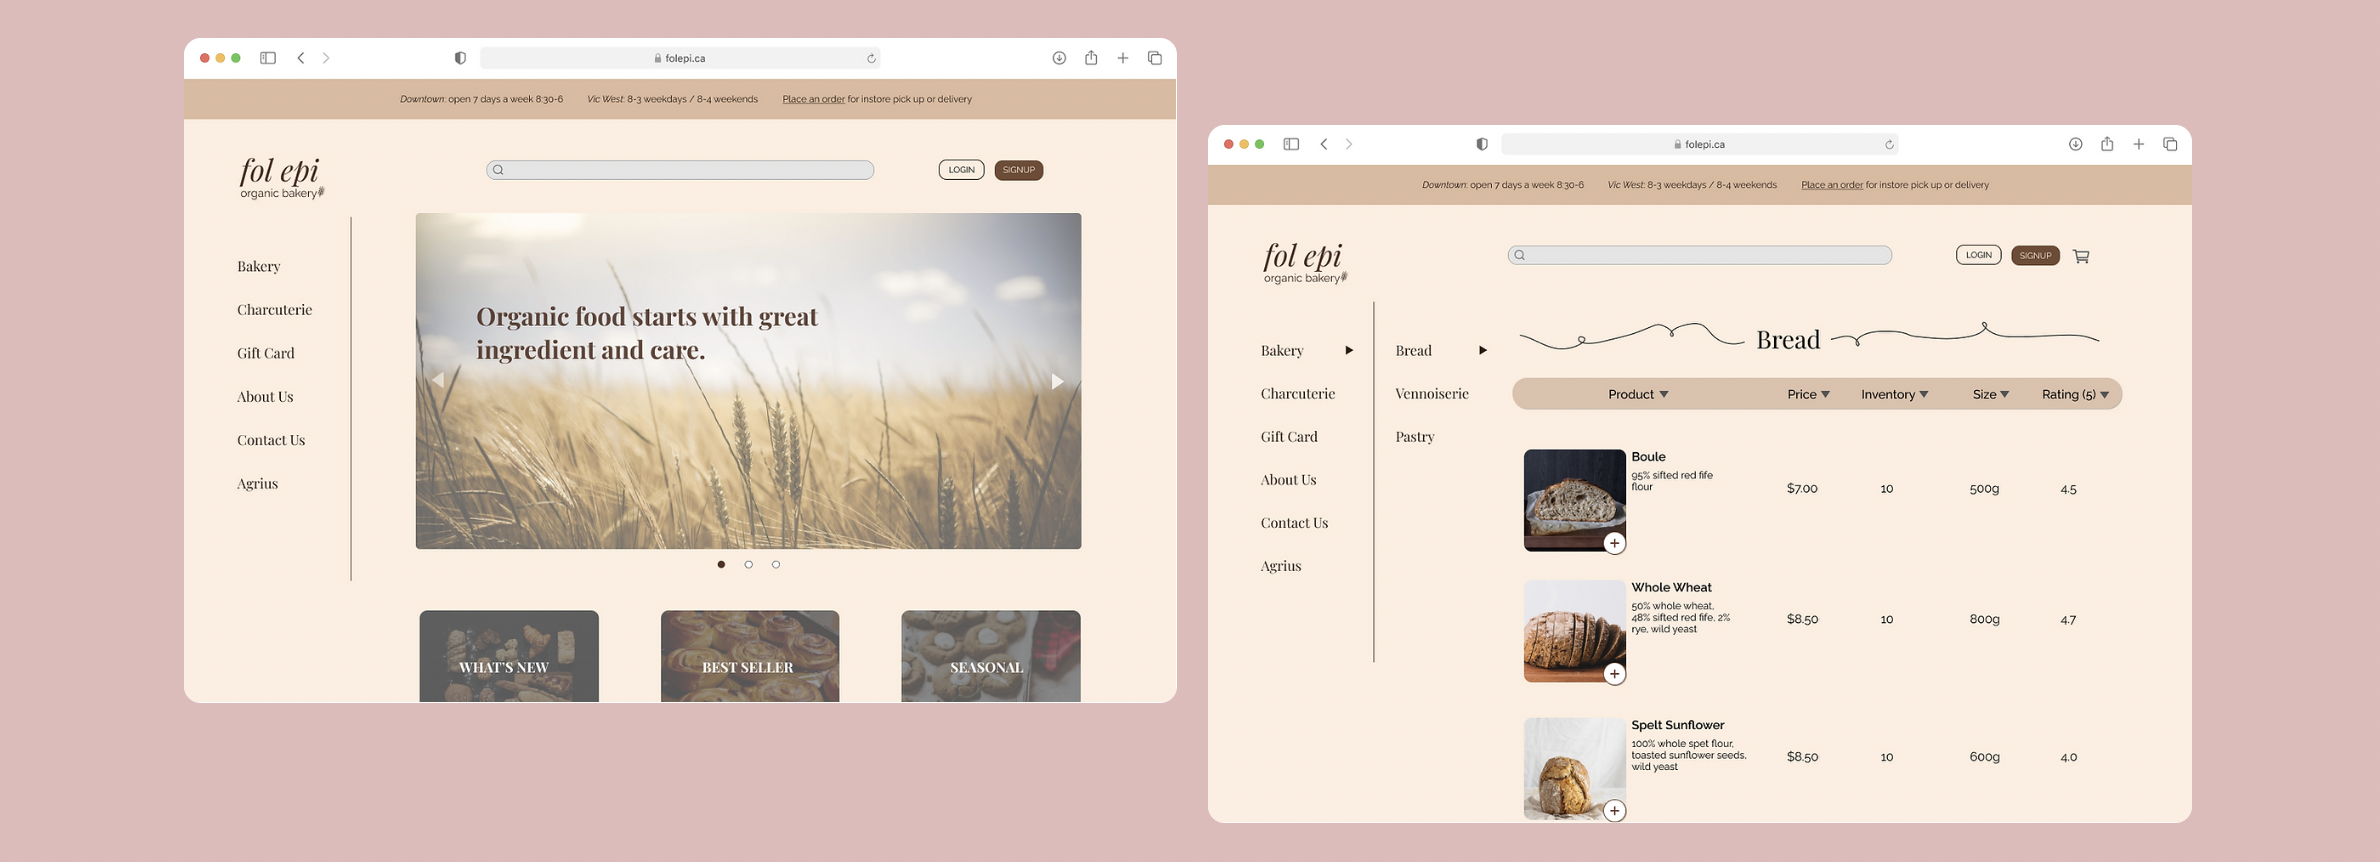 folepi.ca
Downtown: open 7 days a week 8:30-6 Vic West: 8-3 weekdays / 8-4 weekends Place an order for instore pick up or delivery
fol epi
organic bakery
LOGIN SIGNUP
Bakery
Charcuterie
Gift Card
About Us
Contact Us
Agrius
Organic food starts with great
ingredient and care.
WHAT'S NEW BEST SELLER SEASONAL
folepi.ca
Downtown: open 7 days a week 8:30-6 Vic West: 8-3 weekdays / 8-4 weekends Place an order for instore pick up or delivery
fol epi
organic bakery
LOGIN SIGNUP
Bakery
Charcuterie
Gift Card
About Us
Contact Us
Agrius
Bread
Vennoiserie
Pastry
Bread
Product Price Inventory Size Rating (5)
Boule
95% sifted red fife
flour
$7.00 10 500g 4.5
Whole Wheat
50% whole wheat,
48% sifted red fife, 2%
rye, wild yeast
$8.50 10 800g 4.7
Spelt Sunflower
100% whole spet flour,
toasted sunflower seeds,
wild yeast
$8.50 10 600g 4.0